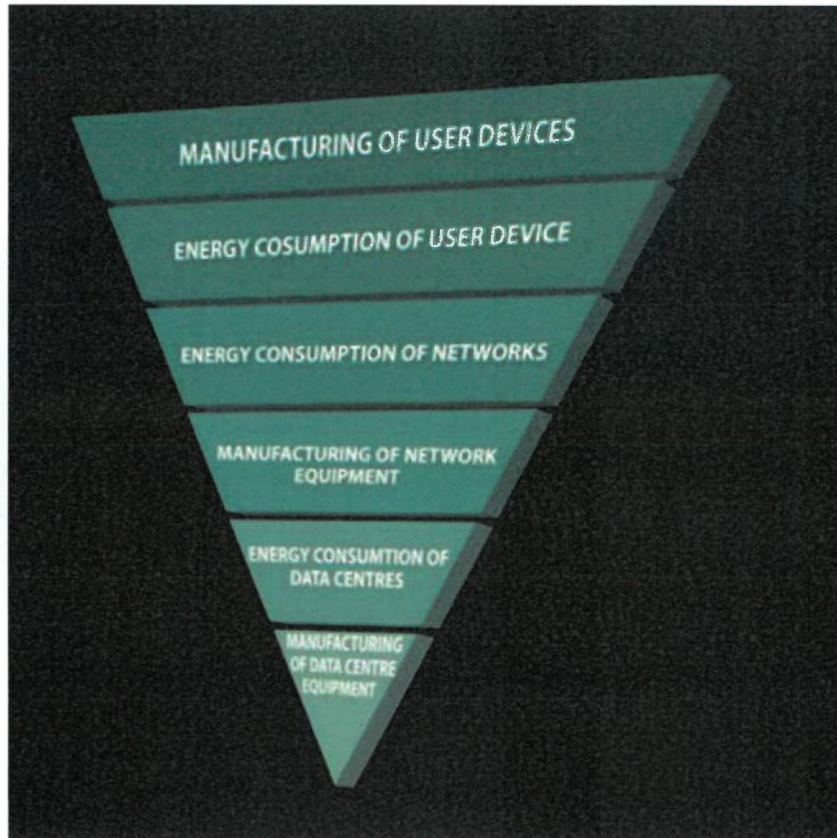 MANUFACTURING OF USER DEVICES
ENERGY COSUMPTION OF USER DEVICE
ENERGY CONSUMPTION OF NETWORKS
MANUFACTURING OF NETWORK
EQUIPMENT
ENERGY CONSUMTION OF
DATA CENTRES
MANUFACTURING
OF DATA CENTRE
EQUIPMENT